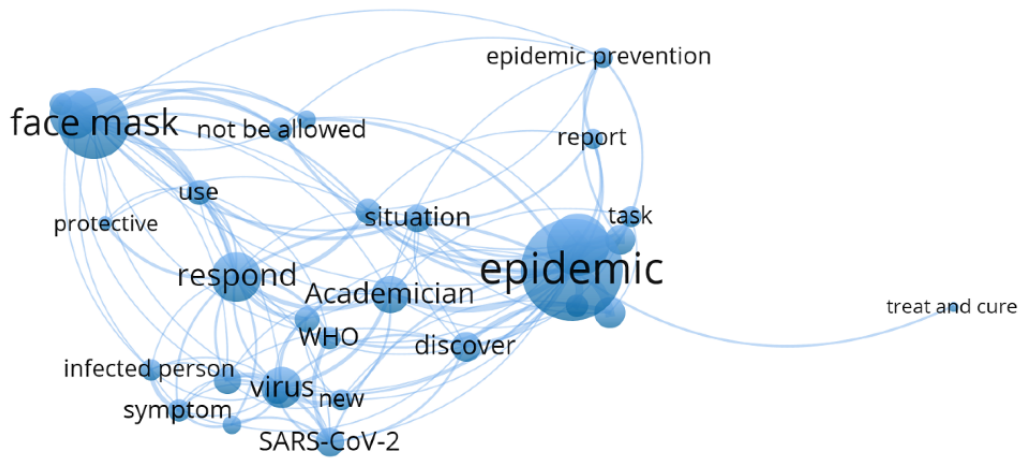 epidemic prevention
face mask
not be allowed
report
use
protective
situation
task
respond
epidemic
Academician
treat and cure
WHO
discover
infected person
virus
new
symptom
SARS-CoV-2